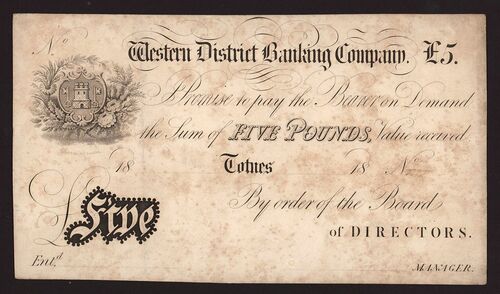 No
Western District Banking Company. £5.
I Promise to pay the Bearer on Demand
the Sum of FIVE POUNDS, Value received
18 Totnes 18 No
By order of the Board
£Five of DIRECTORS.
Ent.d MANAGER.